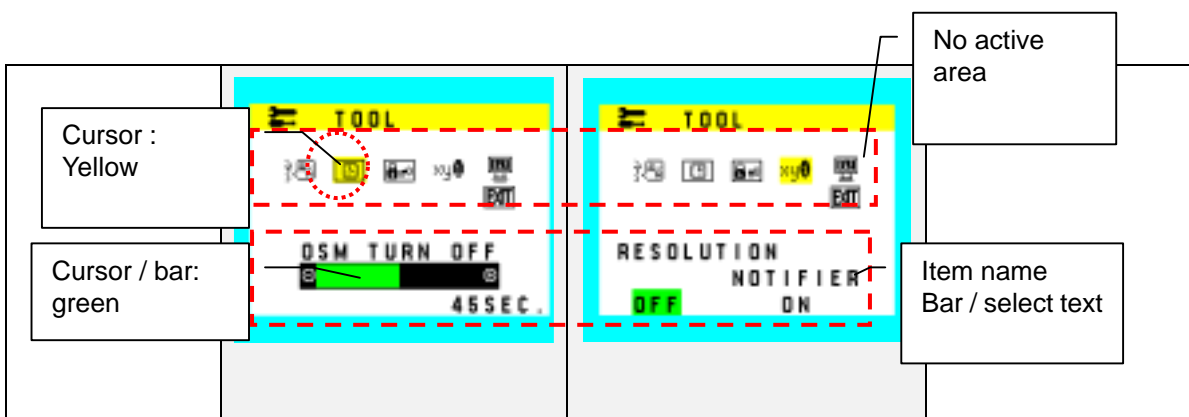 No active
area
TOOL
TOOL
Cursor :
Yellow
xy0
xy0
EXIT
EXIT
OSM TURN OFF
RESOLUTION
NOTIFIER
Cursor / bar:
green
Item name
Bar / select text
45SEC.
OFF
ON